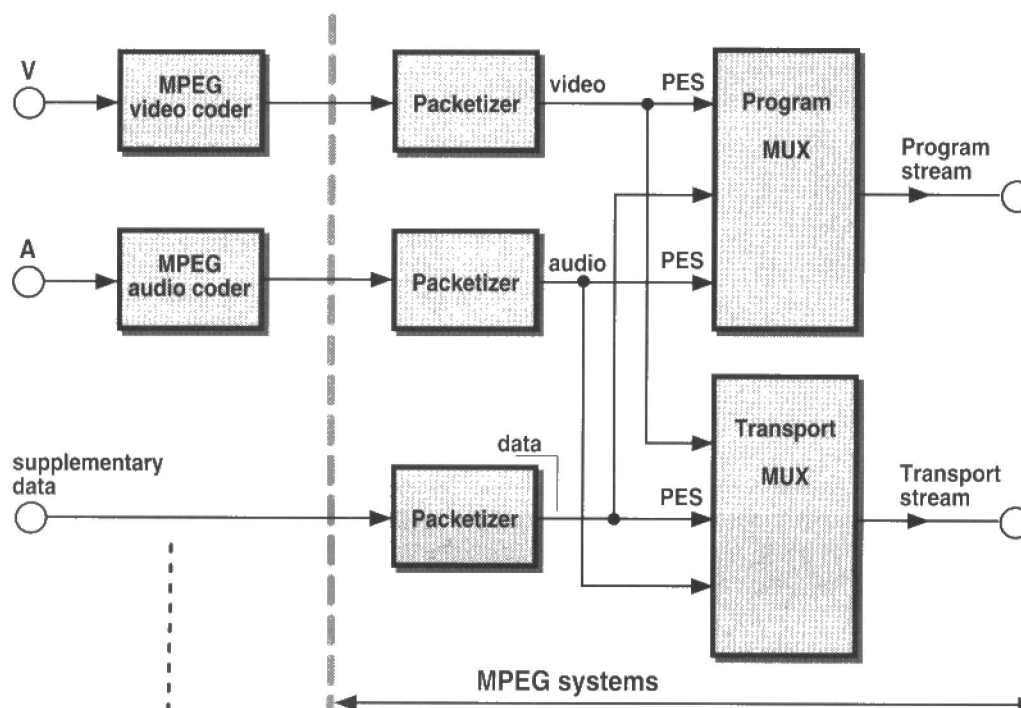 V
MPEG
video coder
Packetizer
video
PES
Program
MUX
Program
stream
A
MPEG
audio coder
Packetizer
audio
PES
supplementary
data
Packetizer
data
PES
Transport
MUX
Transport
stream
MPEG systems